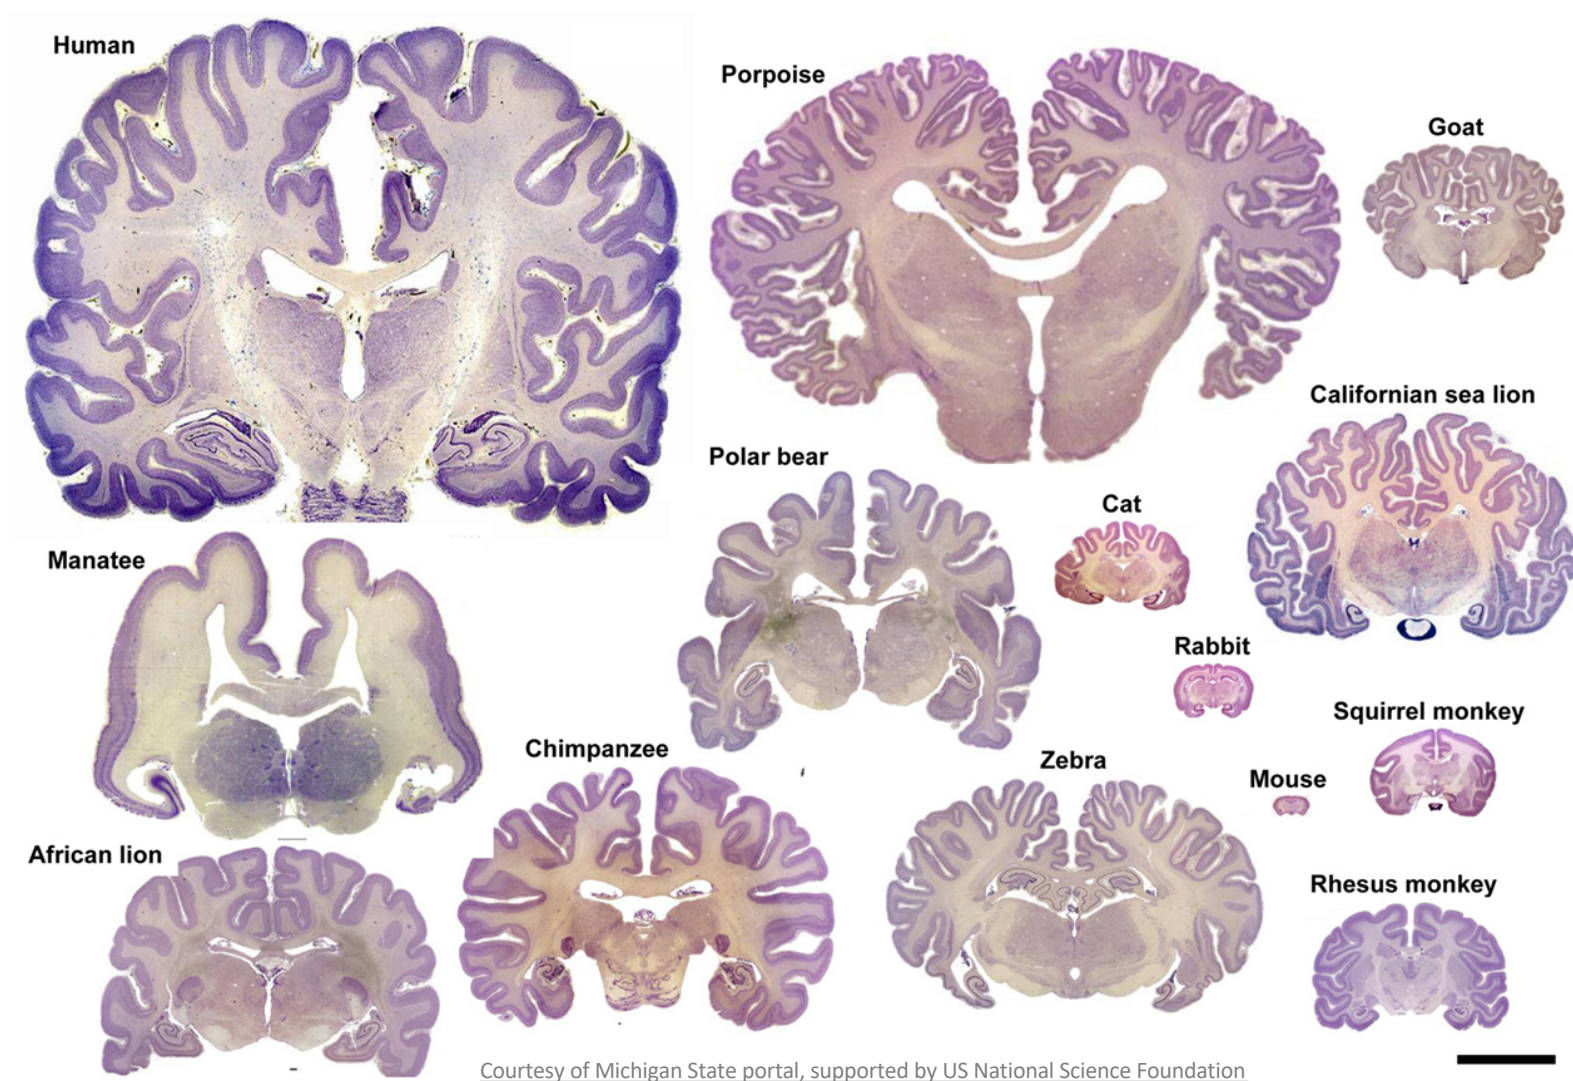 Human
Porpoise
Goat
Californian sea lion
Polar bear
Cat
Manatee
Rabbit
Squirrel monkey
Chimpanzee
Zebra
Mouse
African lion
Rhesus monkey
Courtesy of Michigan State portal, supported by US National Science Foundation